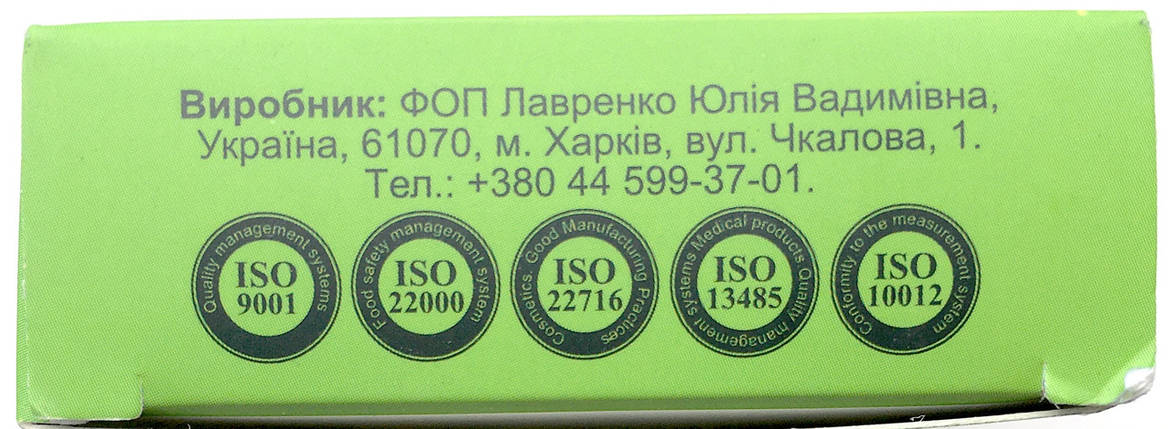 Виробник: ФОП Лавренко Юлія Вадимівна,
Україна, 61070, м. Харків, вул. Чкалова, 1.
Тел.: +380 44 599-37-01.
Quality management systems
ISO
9001
Food safety management system
ISO
22000
Cosmetics. Good Manufacturing Practices
ISO
22716
Medical products Quality management systems
ISO
13485
Conformity to the measurement system
ISO
10012